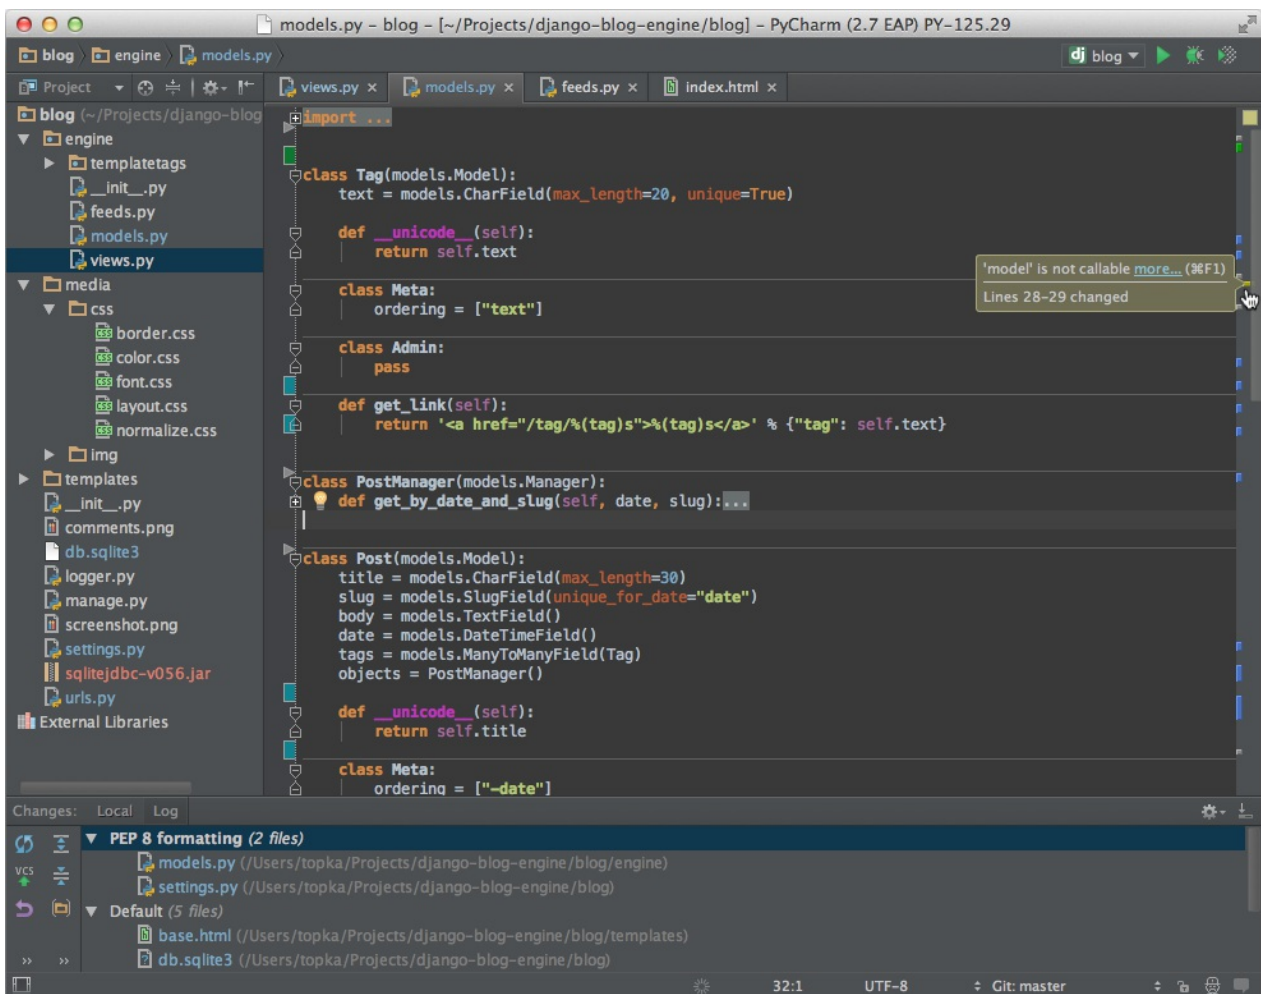 models.py – blog – [~/Projects/django-blog-engine/blog] – PyCharm (2.7 EAP) PY-125.29
blog engine models.py
dj blog
Project
views.py × models.py × feeds.py × index.html ×
blog (~/Projects/django-blog
engine
templatetags
__init__.py
feeds.py
models.py
views.py
media
css
border.css
color.css
font.css
layout.css
normalize.css
img
templates
__init__.py
comments.png
db.sqlite3
logger.py
manage.py
screenshot.png
settings.py
sqlitejdbc-v056.jar
urls.py
External Libraries
import ...
class Tag(models.Model):
text = models.CharField(max_length=20, unique=True)
def __unicode__(self):
return self.text
class Meta:
ordering = ["text"]
class Admin:
pass
def get_link(self):
return '<a href="/tag/%(tag)s">%(tag)s</a>' % {"tag": self.text}
class PostManager(models.Manager):
def get_by_date_and_slug(self, date, slug):...
class Post(models.Model):
title = models.CharField(max_length=30)
slug = models.SlugField(unique_for_date="date")
body = models.TextField()
date = models.DateTimeField()
tags = models.ManyToManyField(Tag)
objects = PostManager()
def __unicode__(self):
return self.title
class Meta:
ordering = ["-date"]
'model' is not callable more... (⌘F1)
Lines 28–29 changed
Changes: Local Log
PEP 8 formatting (2 files)
models.py (/Users/topka/Projects/django-blog-engine/blog/engine)
settings.py (/Users/topka/Projects/django-blog-engine/blog)
Default (5 files)
base.html (/Users/topka/Projects/django-blog-engine/blog/templates)
db.sqlite3 (/Users/topka/Projects/django-blog-engine/blog)
VCS
32:1 UTF-8 Git: master